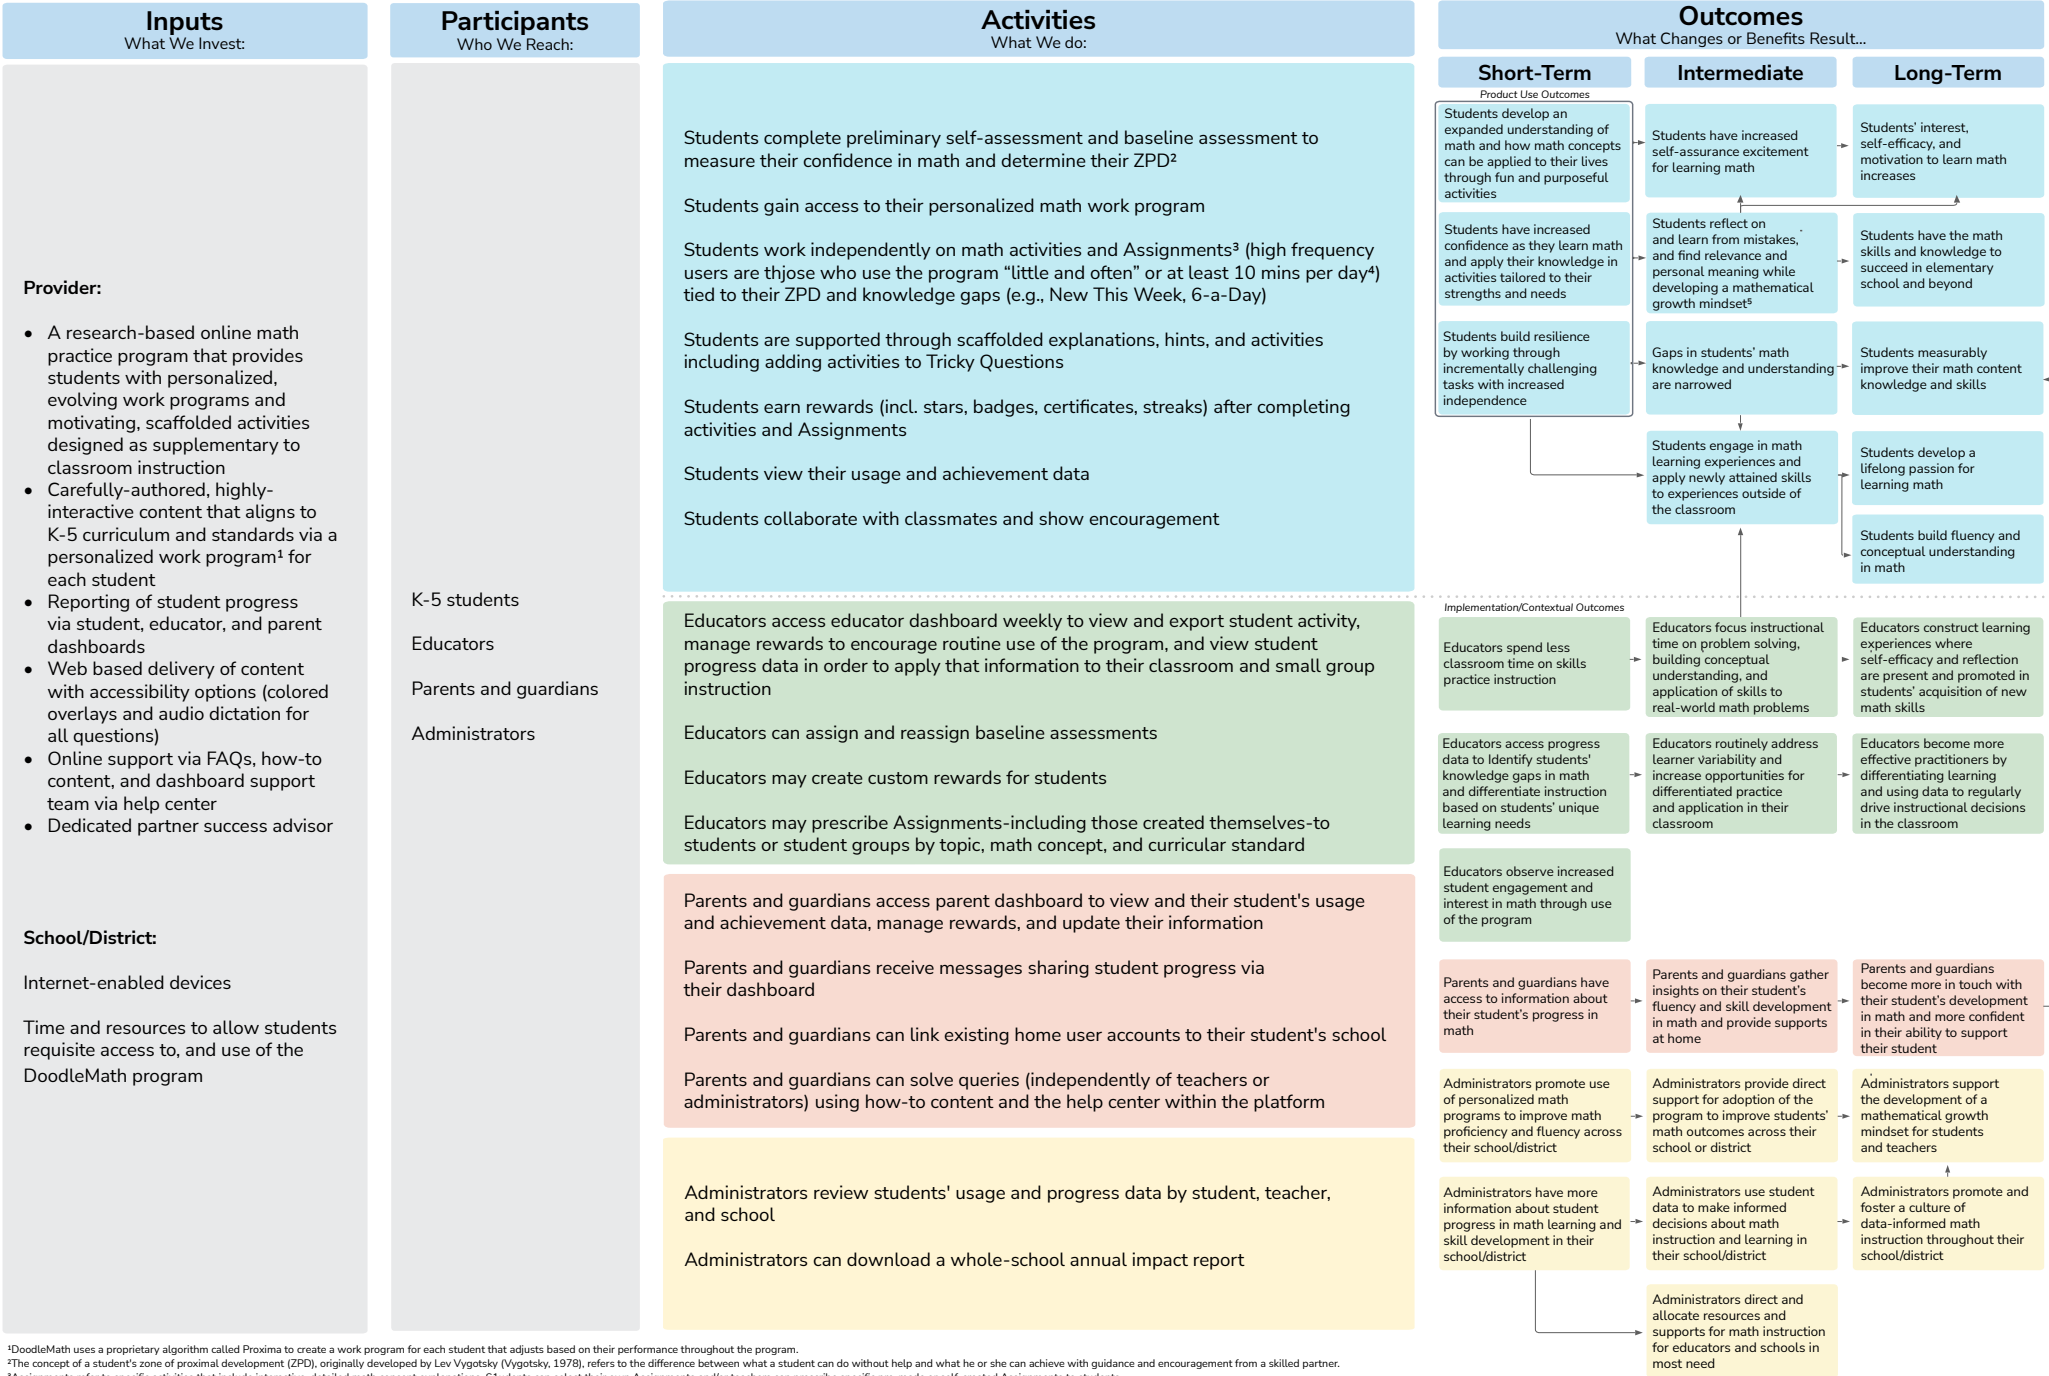 Inputs
What We Invest:
Provider:
• A research-based online math
practice program that provides
students with personalized,
evolving work programs and
motivating, scaffolded activities
designed as supplementary to
classroom instruction
• Carefully-authored, highly-
interactive content that aligns to
K-5 curriculum and standards via a
personalized work program¹ for
each student
• Reporting of student progress
via student, educator, and parent
dashboards
• Web based delivery of content
with accessibility options (colored
overlays and audio dictation for
all questions)
• Online support via FAQs, how-to
content, and dashboard support
team via help center
• Dedicated partner success advisor
School/District:
Internet-enabled devices
Time and resources to allow students
requisite access to, and use of the
DoodleMath program
Participants
Who We Reach:
K-5 students
Educators
Parents and guardians
Administrators
Activities
What We do:
Students complete preliminary self-assessment and baseline assessment to
measure their confidence in math and determine their ZPD²
Students gain access to their personalized math work program
Students work independently on math activities and Assignments³ (high frequency
users are thjose who use the program “little and often” or at least 10 mins per day⁴)
tied to their ZPD and knowledge gaps (e.g., New This Week, 6-a-Day)
Students are supported through scaffolded explanations, hints, and activities
including adding activities to Tricky Questions
Students earn rewards (incl. stars, badges, certificates, streaks) after completing
activities and Assignments
Students view their usage and achievement data
Students collaborate with classmates and show encouragement
Educators access educator dashboard weekly to view and export student activity,
manage rewards to encourage routine use of the program, and view student
progress data in order to apply that information to their classroom and small group
instruction
Educators can assign and reassign baseline assessments
Educators may create custom rewards for students
Educators may prescribe Assignments-including those created themselves-to
students or student groups by topic, math concept, and curricular standard
Parents and guardians access parent dashboard to view and their student's usage
and achievement data, manage rewards, and update their information
Parents and guardians receive messages sharing student progress via
their dashboard
Parents and guardians can link existing home user accounts to their student's school
Parents and guardians can solve queries (independently of teachers or
administrators) using how-to content and the help center within the platform
Administrators review students' usage and progress data by student, teacher,
and school
Administrators can download a whole-school annual impact report
Outcomes
What Changes or Benefits Result...
Short-Term
Intermediate
Long-Term
Product Use Outcomes
Students develop an
expanded understanding of
math and how math concepts
can be applied to their lives
through fun and purposeful
activities
Students have increased
self-assurance excitement
for learning math
Students’ interest,
self-efficacy, and
motivation to learn math
increases
Students have increased
confidence as they learn math
and apply their knowledge in
activities tailored to their
strengths and needs
Students reflect on
and learn from mistakes,
and find relevance and
personal meaning while
developing a mathematical
growth mindset⁵
Students have the math
skills and knowledge to
succeed in elementary
school and beyond
Students build resilience
by working through
incrementally challenging
tasks with increased
independence
Gaps in students’ math
knowledge and understanding
are narrowed
Students measurably
improve their math content
knowledge and skills
Students engage in math
learning experiences and
apply newly attained skills
to experiences outside of
the classroom
Students develop a
lifelong passion for
learning math
Students build fluency and
conceptual understanding
in math
Implementation/Contextual Outcomes
Educators spend less
classroom time on skills
practice instruction
Educators focus instructional
time on problem solving,
building conceptual
understanding, and
application of skills to
real-world math problems
Educators construct learning
experiences where
self-efficacy and reflection
are present and promoted in
students’ acquisition of new
math skills
Educators access progress
data to Identify students'
knowledge gaps in math
and differentiate instruction
based on students’ unique
learning needs
Educators routinely address
learner variability and
increase opportunities for
differentiated practice
and application in their
classroom
Educators become more
effective practitioners by
differentiating learning
and using data to regularly
drive instructional decisions
in the classroom
Educators observe increased
student engagement and
interest in math through use
of the program
Parents and guardians have
access to information about
their student’s progress in
math
Parents and guardians gather
insights on their student’s
fluency and skill development
in math and provide supports
at home
Parents and guardians
become more in touch with
their student’s development
in math and more confident
in their ability to support
their student
Administrators promote use
of personalized math
programs to improve math
proficiency and fluency across
their school/district
Administrators provide direct
support for adoption of the
program to improve students’
math outcomes across their
school or district
Administrators support
the development of a
mathematical growth
mindset for students
and teachers
Administrators have more
information about student
progress in math learning and
skill development in their
school/district
Administrators use student
data to make informed
decisions about math
instruction and learning in
their school/district
Administrators promote and
foster a culture of
data-informed math
instruction throughout their
school/district
Administrators direct and
allocate resources and
supports for math instruction
for educators and schools in
most need
¹DoodleMath uses a proprietary algorithm called Proxima to create a work program for each student that adjusts based on their performance throughout the program.
²The concept of a student's zone of proximal development (ZPD), originally developed by Lev Vygotsky (Vygotsky, 1978), refers to the difference between what a student can do without help and what he or she can achieve with guidance and encouragement from a skilled partner.